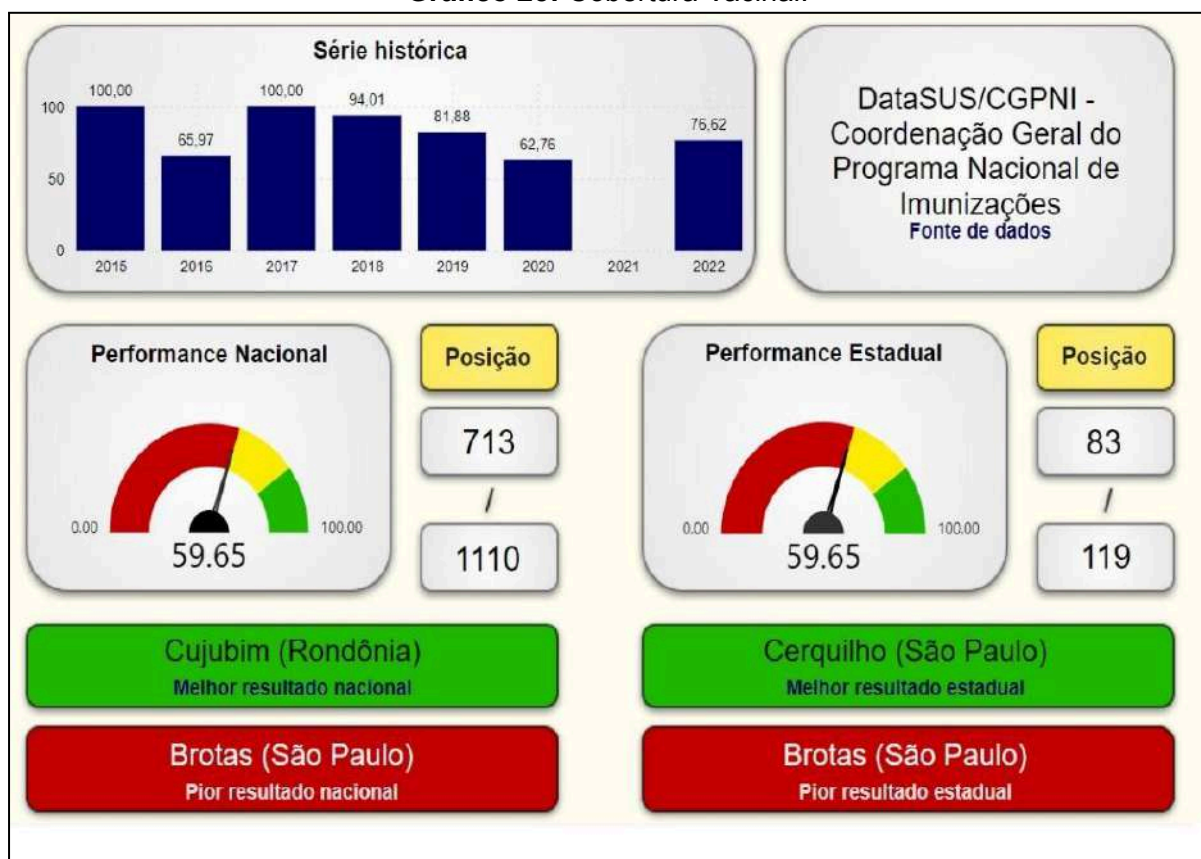 Série histórica
100
50
0
100,00
65,97
100,00
94,01
81,88
62,76
76,62
2015
2016
2017
2018
2019
2020
2021
2022
DataSUS/CGPNI -
Coordenação Geral do
Programa Nacional de
Imunizações
Fonte de dados
Performance Nacional
0.00
100.00
59.65
Posição
713
/
1110
Performance Estadual
0.00
100.00
59.65
Posição
83
/
119
Cujubim (Rondônia)
Melhor resultado nacional
Cerquilho (São Paulo)
Melhor resultado estadual
Brotas (São Paulo)
Pior resultado nacional
Brotas (São Paulo)
Pior resultado estadual